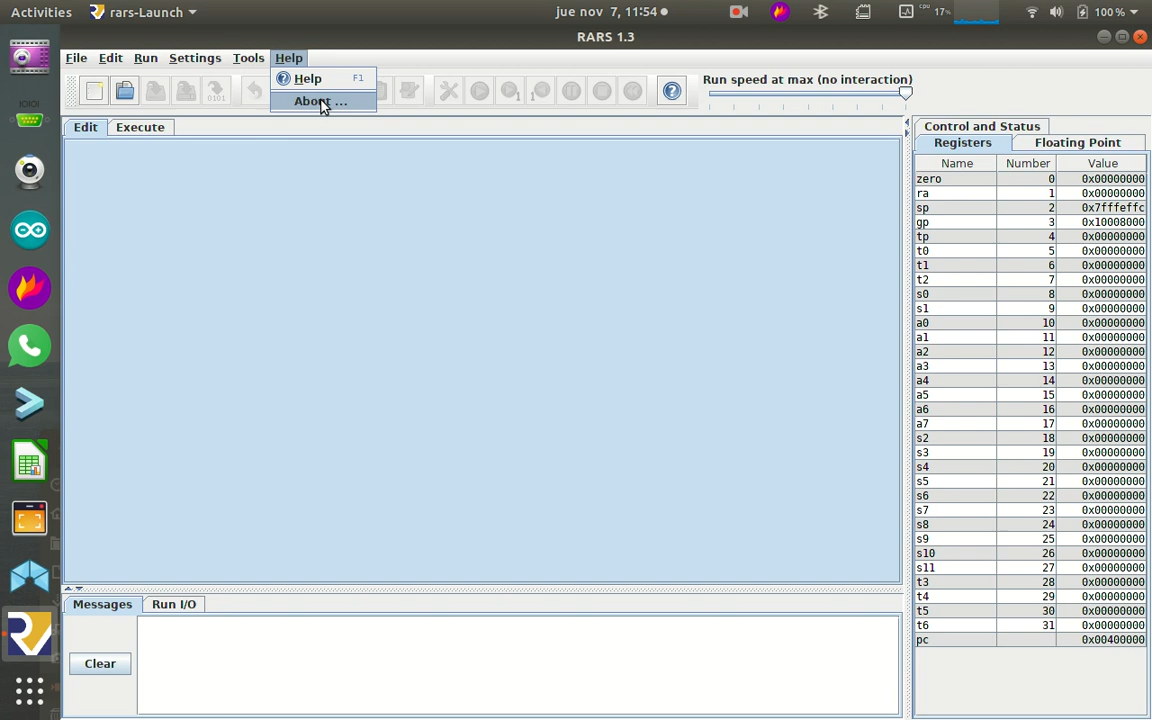 Activities rars-Launch jue nov 7, 11:54 cpu 17% 100%
RARS 1.3
File Edit Run Settings Tools Help
Help F1
About ...
Run speed at max (no interaction)
Edit Execute
Control and Status
Registers Floating Point
Name Number Value
zero 0 0x00000000
ra 1 0x00000000
sp 2 0x7fffeffc
gp 3 0x10008000
tp 4 0x00000000
t0 5 0x00000000
t1 6 0x00000000
t2 7 0x00000000
s0 8 0x00000000
s1 9 0x00000000
a0 10 0x00000000
a1 11 0x00000000
a2 12 0x00000000
a3 13 0x00000000
a4 14 0x00000000
a5 15 0x00000000
a6 16 0x00000000
a7 17 0x00000000
s2 18 0x00000000
s3 19 0x00000000
s4 20 0x00000000
s5 21 0x00000000
s6 22 0x00000000
s7 23 0x00000000
s8 24 0x00000000
s9 25 0x00000000
s10 26 0x00000000
s11 27 0x00000000
t3 28 0x00000000
t4 29 0x00000000
t5 30 0x00000000
t6 31 0x00000000
pc 0x00400000
Messages Run I/O
Clear